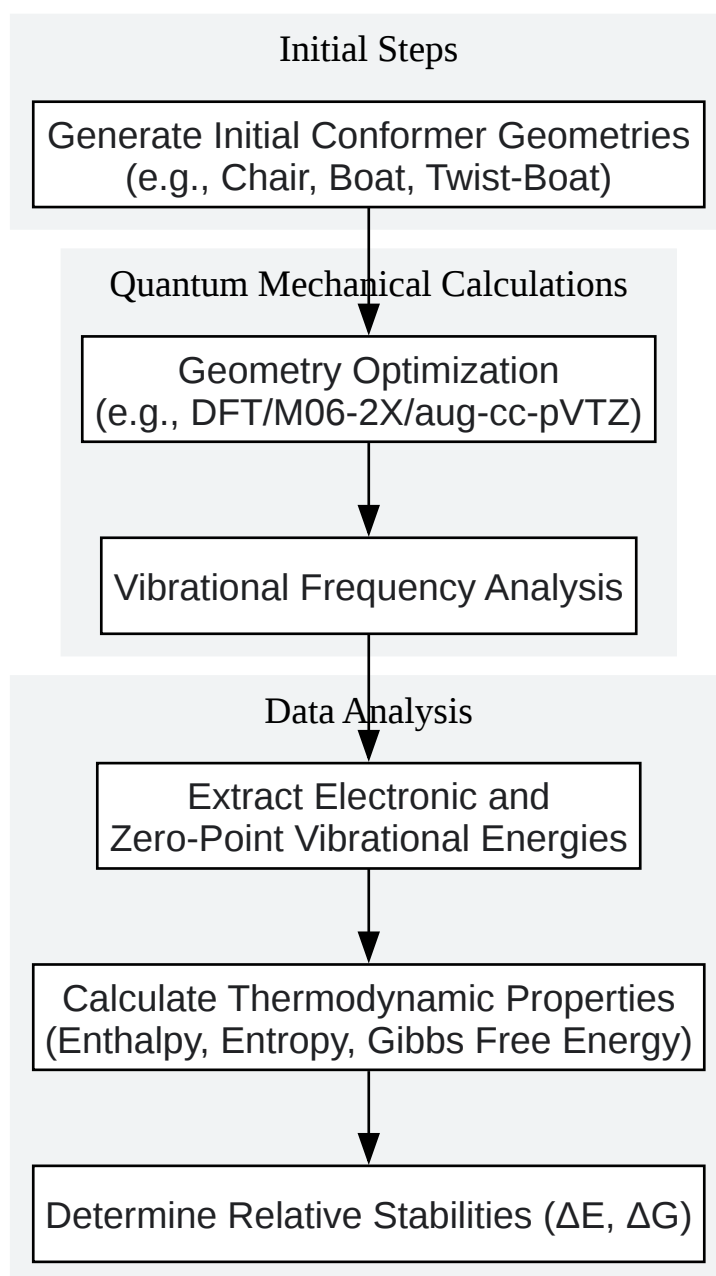 Initial Steps
Generate Initial Conformer Geometries
(e.g., Chair, Boat, Twist-Boat)
Quantum Mechanical Calculations
Geometry Optimization
(e.g., DFT/M06-2X/aug-cc-pVTZ)
Vibrational Frequency Analysis
Data Analysis
Extract Electronic and
Zero-Point Vibrational Energies
Calculate Thermodynamic Properties
(Enthalpy, Entropy, Gibbs Free Energy)
Determine Relative Stabilities (ΔE, ΔG)